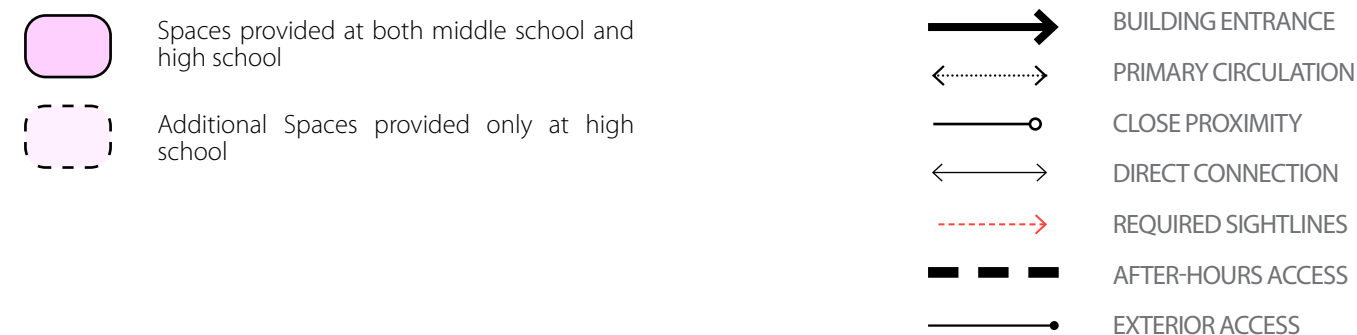 Spaces provided at both middle school and
high school
Additional Spaces provided only at high
school
BUILDING ENTRANCE
PRIMARY CIRCULATION
CLOSE PROXIMITY
DIRECT CONNECTION
REQUIRED SIGHTLINES
AFTER-HOURS ACCESS
EXTERIOR ACCESS